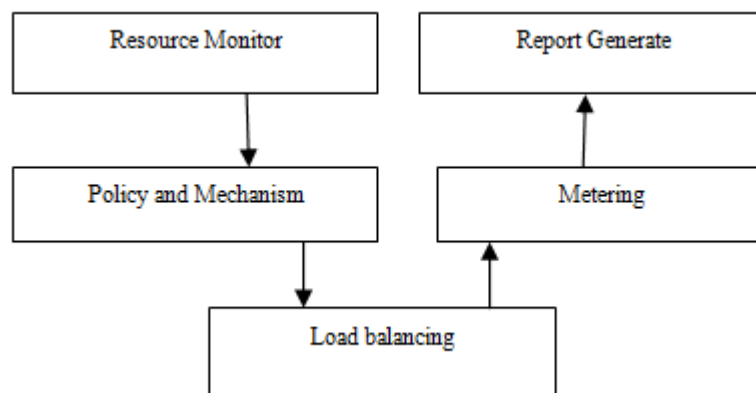 Resource Monitor
Report Generate
Policy and Mechanism
Metering
Load balancing